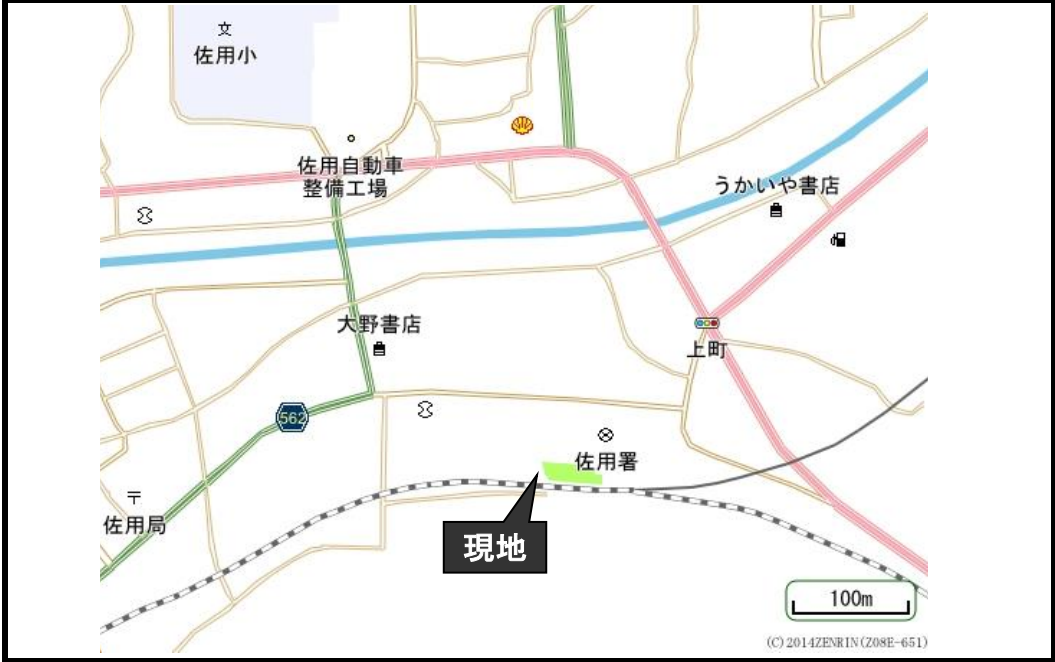 文
佐用小
佐用自動車
整備工場
うかいや書店
大野書店
上町
562
佐用署
〒
佐用局
現地
100m
(C)2014ZENRIN(Z08E-651)